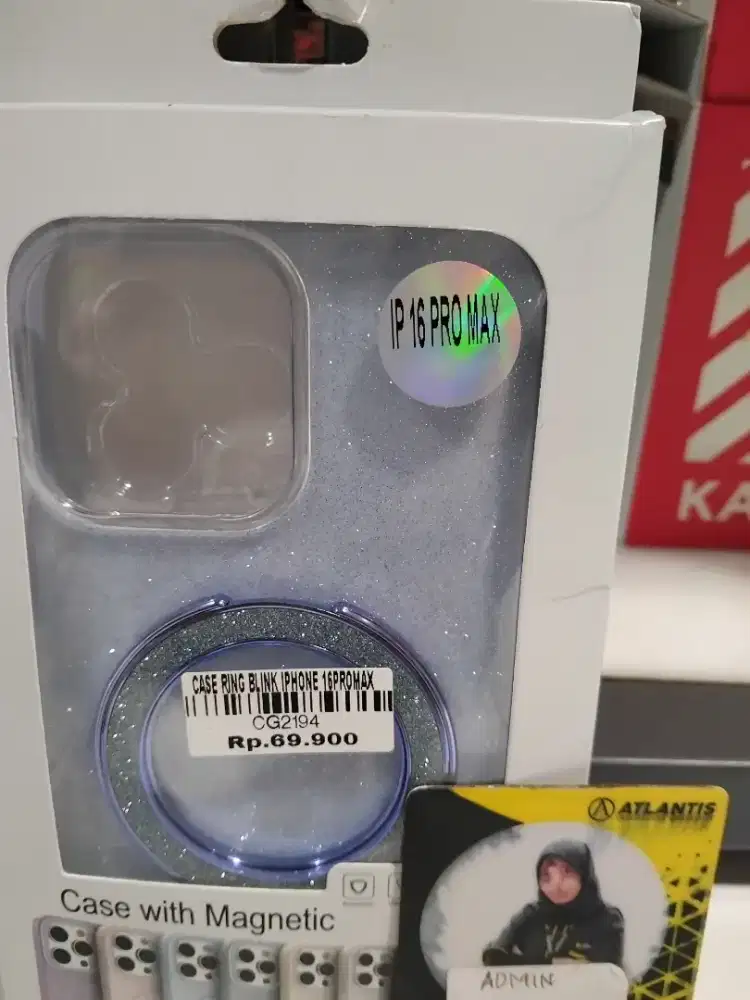 IP 16 PRO MAX
CASE RING BLINK IPHONE 16PROMAX
CG2194
Rp.69.900
Case with Magnetic
ATLANTIS
ADMIN
KA